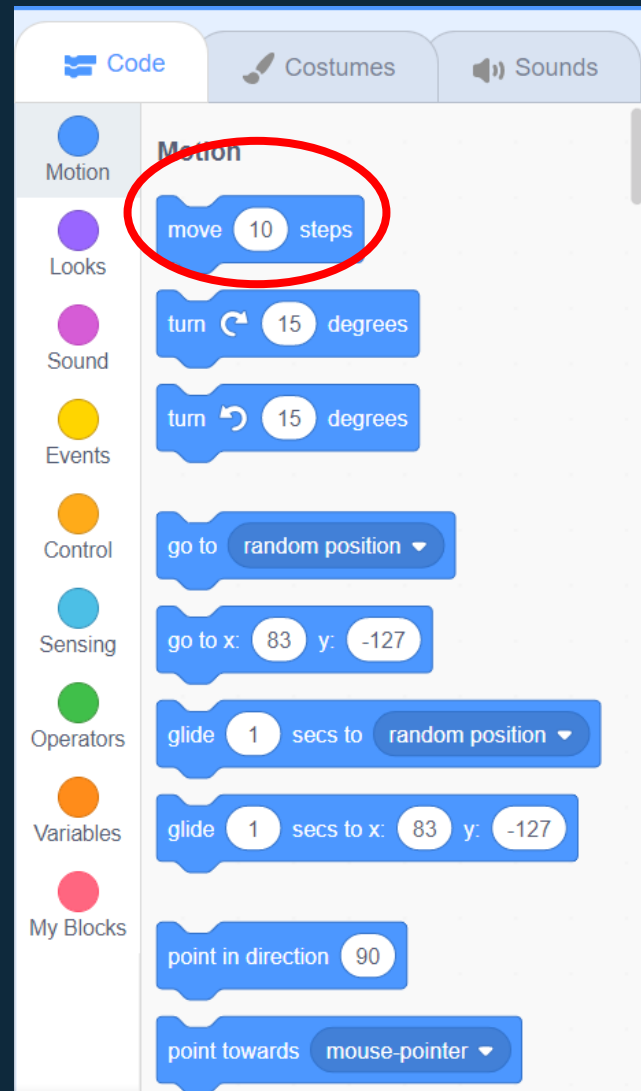 Code
Costumes
Sounds
Motion
Looks
Sound
Events
Control
Sensing
Operators
Variables
My Blocks
Motion
move 10 steps
turn 15 degrees
turn 15 degrees
go to random position
go to x: 83 y: -127
glide 1 secs to random position
glide 1 secs to x: 83 y: -127
point in direction 90
point towards mouse-pointer